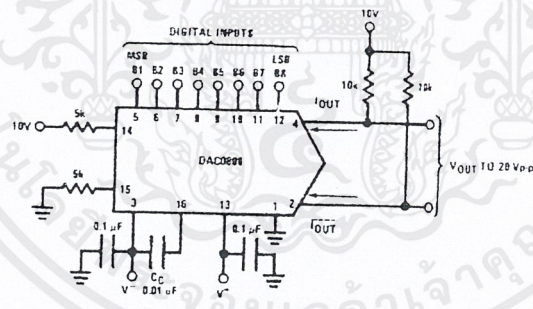 10V
DIGITAL INPUTS
MSB LSB
B1 B2 B3 B4 B5 B6 B7 B8
10k 10k
IOUT
5 6 7 8 9 10 11 12 4
5k
10V 14
DAC0800
VOUT TO 20 Vp-p
5k
15
3 16 13 1 2
IOUT
0.1 µF 0.1 µF
CC
V- 0.01 µF V-